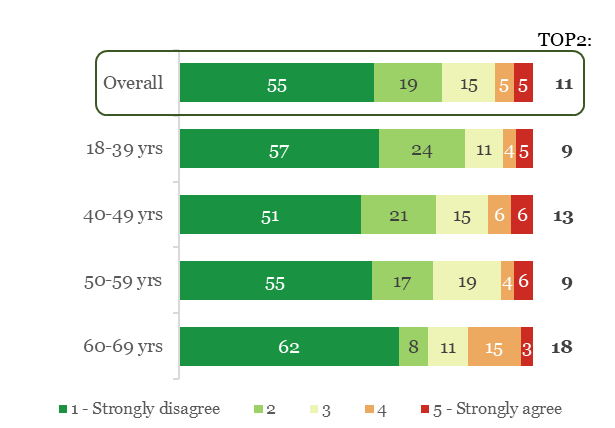 TOP2:
Overall 55 19 15 5 5 11
18-39 yrs 57 24 11 4 5 9
40-49 yrs 51 21 15 6 6 13
50-59 yrs 55 17 19 4 6 9
60-69 yrs 62 8 11 15 3 18
1 - Strongly disagree 2 3 4 5 - Strongly agree